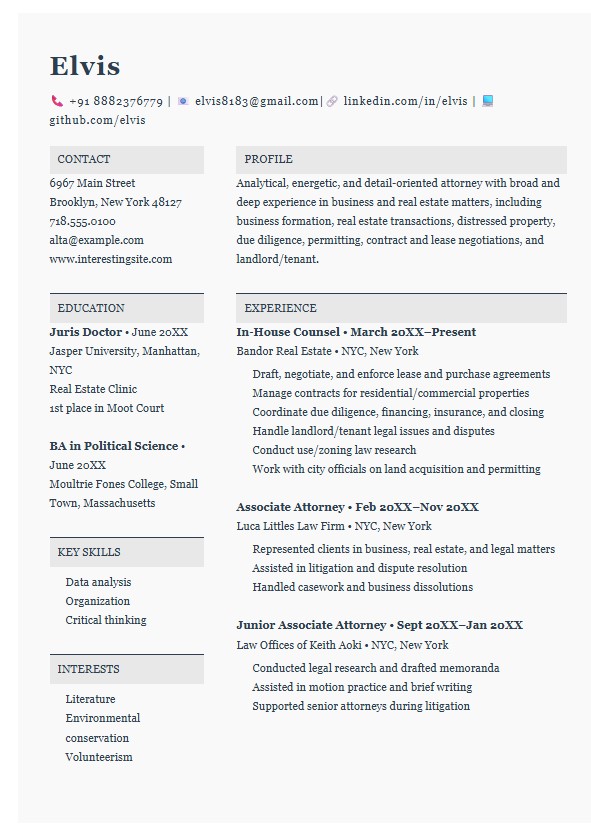 Elvis
📞 +91 8882376779 | 📧 elvis8183@gmail.com| 🔗 linkedin.com/in/elvis | 💻
github.com/elvis
CONTACT
6967 Main Street
Brooklyn, New York 48127
718.555.0100
alta@example.com
www.interestingsite.com
EDUCATION
Juris Doctor • June 20XX
Jasper University, Manhattan,
NYC
Real Estate Clinic
1st place in Moot Court
BA in Political Science •
June 20XX
Moultrie Fones College, Small
Town, Massachusetts
KEY SKILLS
Data analysis
Organization
Critical thinking
INTERESTS
Literature
Environmental
conservation
Volunteerism
PROFILE
Analytical, energetic, and detail-oriented attorney with broad and
deep experience in business and real estate matters, including
business formation, real estate transactions, distressed property,
due diligence, permitting, contract and lease negotiations, and
landlord/tenant.
EXPERIENCE
In-House Counsel • March 20XX–Present
Bandor Real Estate • NYC, New York
Draft, negotiate, and enforce lease and purchase agreements
Manage contracts for residential/commercial properties
Coordinate due diligence, financing, insurance, and closing
Handle landlord/tenant legal issues and disputes
Conduct use/zoning law research
Work with city officials on land acquisition and permitting
Associate Attorney • Feb 20XX–Nov 20XX
Luca Littles Law Firm • NYC, New York
Represented clients in business, real estate, and legal matters
Assisted in litigation and dispute resolution
Handled casework and business dissolutions
Junior Associate Attorney • Sept 20XX–Jan 20XX
Law Offices of Keith Aoki • NYC, New York
Conducted legal research and drafted memoranda
Assisted in motion practice and brief writing
Supported senior attorneys during litigation